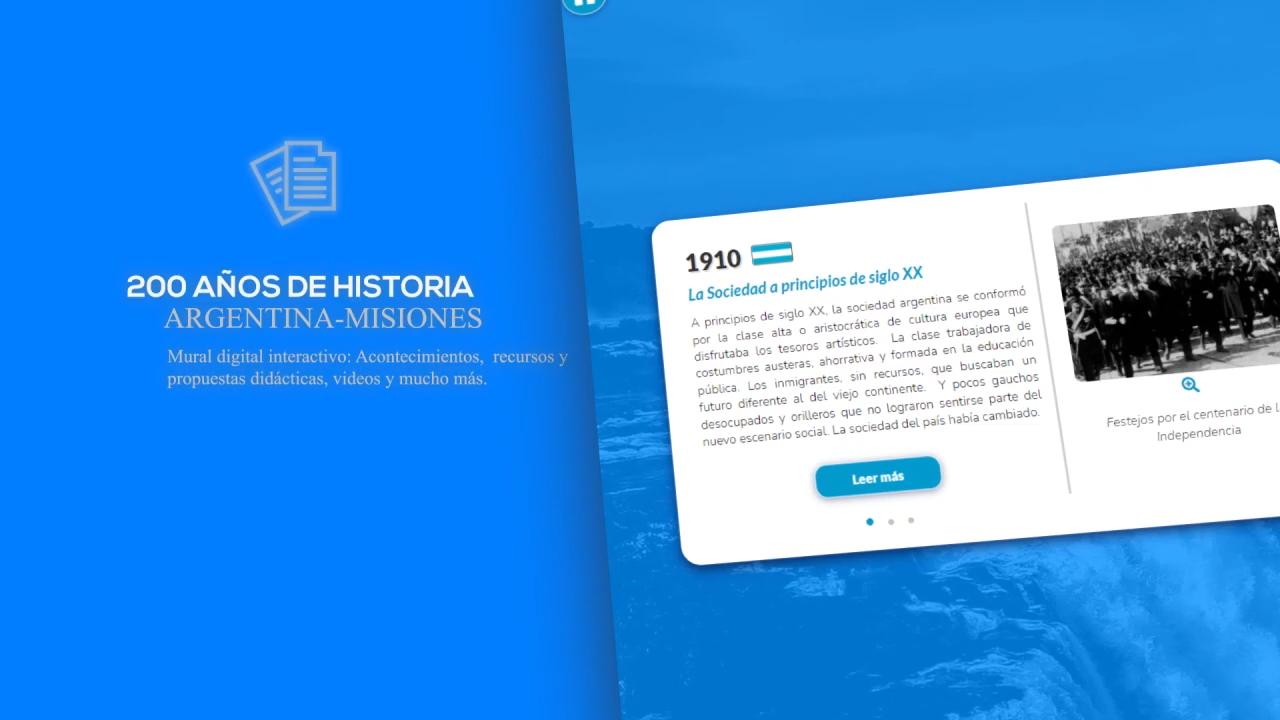 200 AÑOS DE HISTORIA
ARGENTINA-MISIONES
Mural digital interactivo: Acontecimientos, recursos y
propuestas didácticas, videos y mucho más.
1910
La Sociedad a principios de siglo XX
A principios de siglo XX, la sociedad argentina se conformó
por la clase alta o aristocrática de cultura europea que
disfrutaba los tesoros artísticos. La clase trabajadora de
costumbres austeras, ahorrativa y formada en la educación
pública. Los inmigrantes, sin recursos, que buscaban un
futuro diferente al del viejo continente. Y pocos gauchos
desocupados y orilleros que no lograron sentirse parte del
nuevo escenario social. La sociedad del país había cambiado.
Leer más
Festejos por el centenario de
Independencia